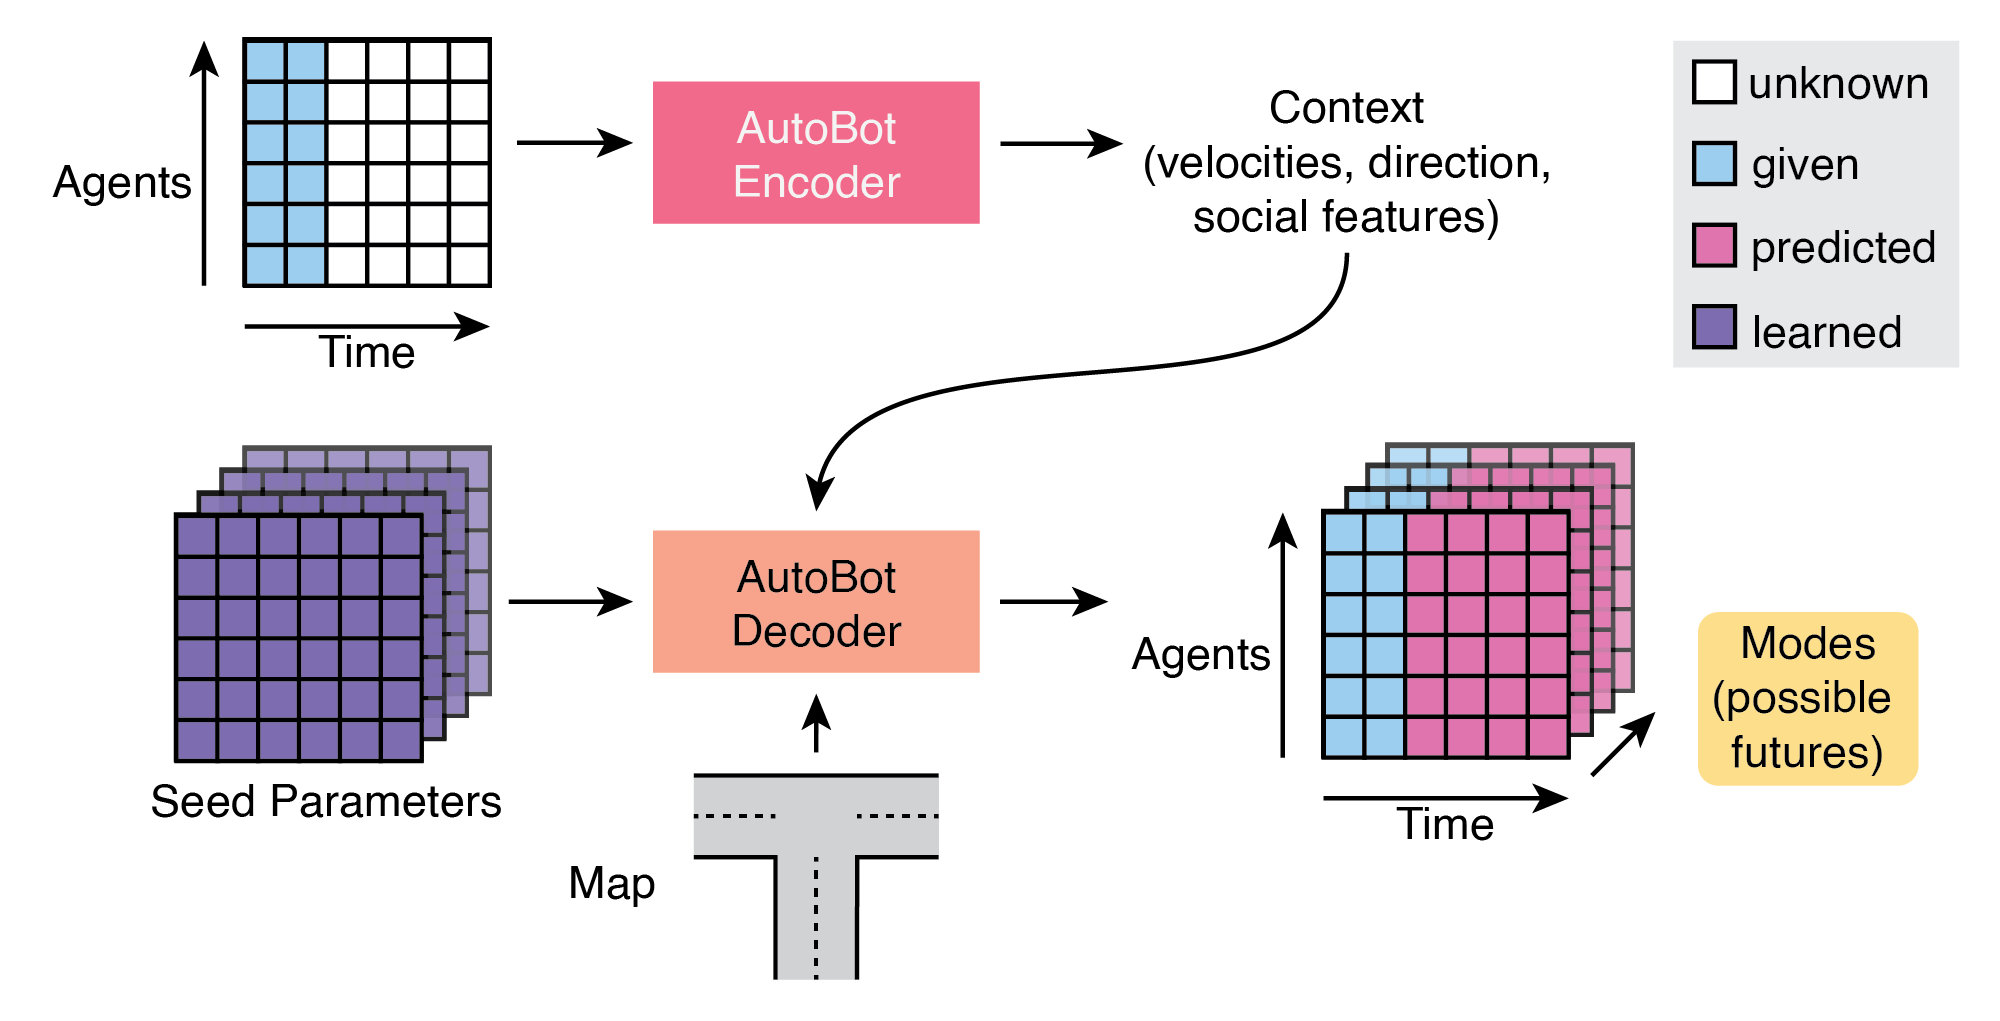 Agents
Time
AutoBot
Encoder
Context
(velocities, direction,
social features)
unknown
given
predicted
learned
Seed Parameters
AutoBot
Decoder
Map
Agents
Time
Modes
(possible
futures)